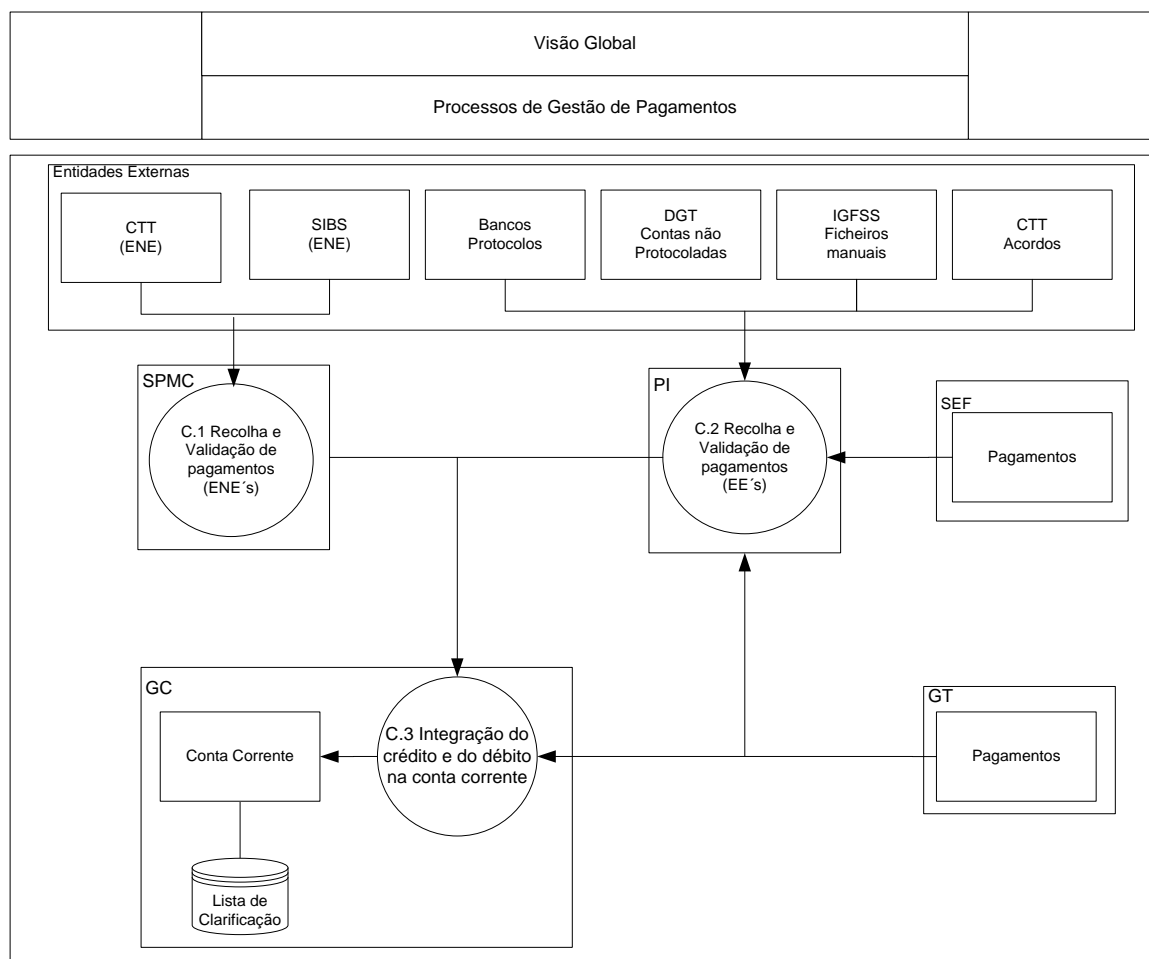 Visão Global
Processos de Gestão de Pagamentos
Entidades Externas
CTT
(ENE)
SIBS
(ENE)
Bancos
Protocolos
DGT
Contas não
Protocoladas
IGFSS
Ficheiros
manuais
CTT
Acordos
SPMC
C.1 Recolha e
Validação de
pagamentos
(ENE´s)
PI
C.2 Recolha e
Validação de
pagamentos
(EE´s)
SEF
Pagamentos
GC
Conta Corrente
C.3 Integração do
crédito e do débito
na conta corrente
GT
Pagamentos
Lista de
Clarificação